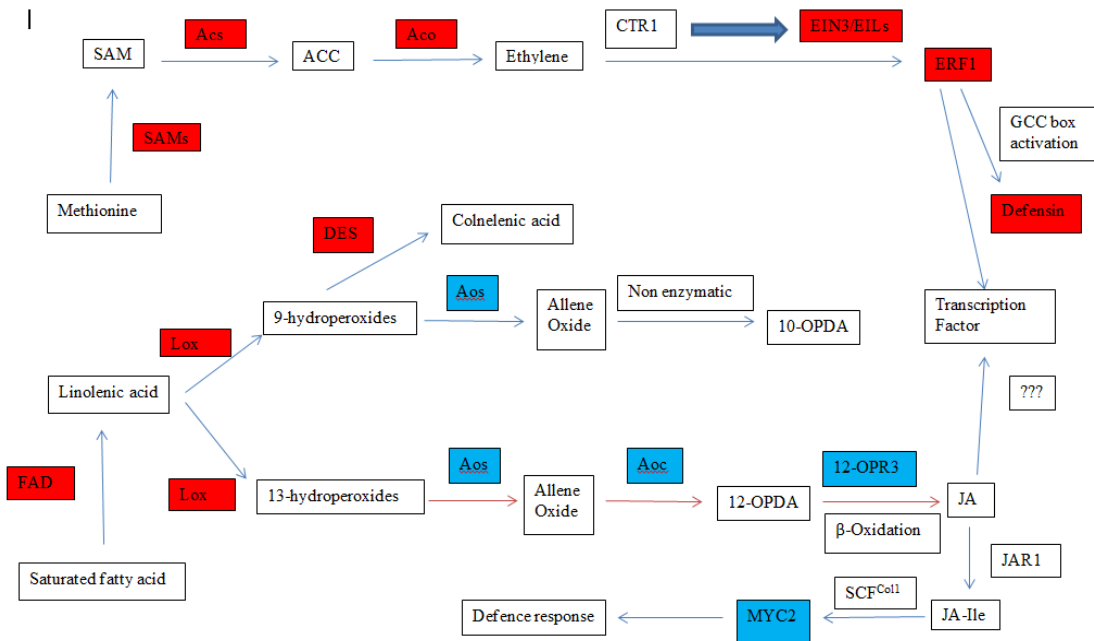 Acs
Aco
CTR1
EIN3/EILs
SAM
ACC
Ethylene
ERF1
SAMs
GCC box
activation
Methionine
Defensin
DES
Colnelenic acid
Aos
Non enzymatic
9-hydroperoxides
Allene
Oxide
10-OPDA
Transcription
Factor
Lox
Linolenic acid
???
FAD
Lox
13-hydroperoxides
Aos
Allene
Oxide
Aoc
12-OPDA
12-OPR3
β-Oxidation
JA
JAR1
Saturated fatty acid
Defence response
MYC2
SCFCol1
JA-Ile